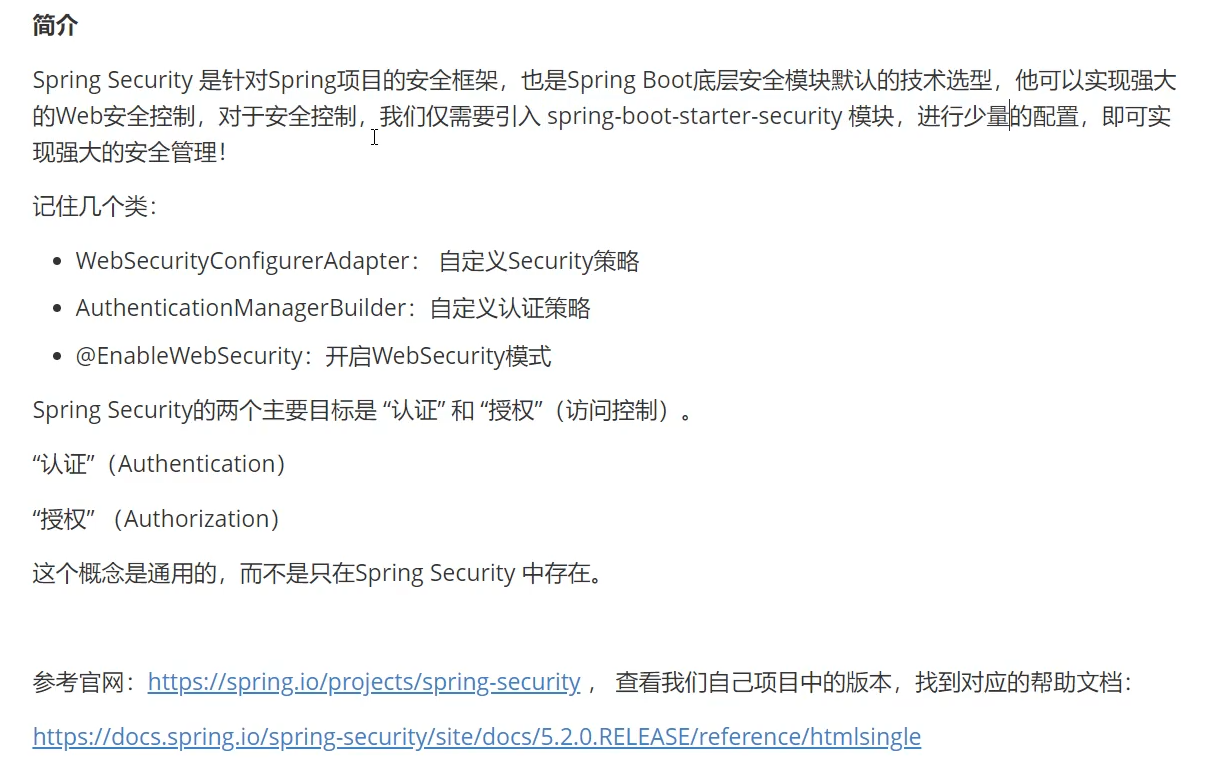 简介
Spring Security 是针对Spring项目的安全框架，也是Spring Boot底层安全模块默认的技术选型，他可以实现强大
的Web安全控制，对于安全控制，我们仅需要引入 spring-boot-starter-security 模块，进行少量的配置，即可实
现强大的安全管理！
记住几个类：
• WebSecurityConfigurerAdapter： 自定义Security策略
• AuthenticationManagerBuilder：自定义认证策略
• @EnableWebSecurity：开启WebSecurity模式
Spring Security的两个主要目标是 “认证” 和 “授权”（访问控制）。
“认证”（Authentication）
“授权” （Authorization）
这个概念是通用的，而不是只在Spring Security 中存在。
参考官网：https://spring.io/projects/spring-security ， 查看我们自己项目中的版本，找到对应的帮助文档：
https://docs.spring.io/spring-security/site/docs/5.2.0.RELEASE/reference/htmlsingle